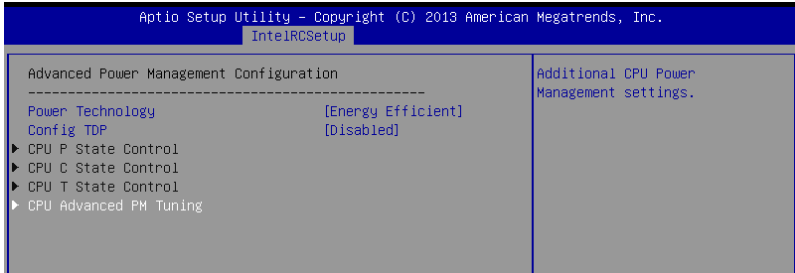 Aptio Setup Utility – Copyright (C) 2013 American Megatrends, Inc.
IntelRCSetup
Advanced Power Management Configuration
--------------------------------------------------
Power Technology [Energy Efficient]
Config TDP [Disabled]
CPU P State Control
CPU C State Control
CPU T State Control
CPU Advanced PM Tuning
Additional CPU Power
Management settings.